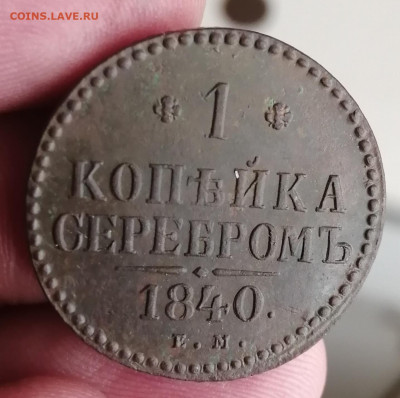 COINS.LAVE.RU
* 1 *
КОПѢЙКА
СЕРЕБРОМЪ
1840.
Е. М.